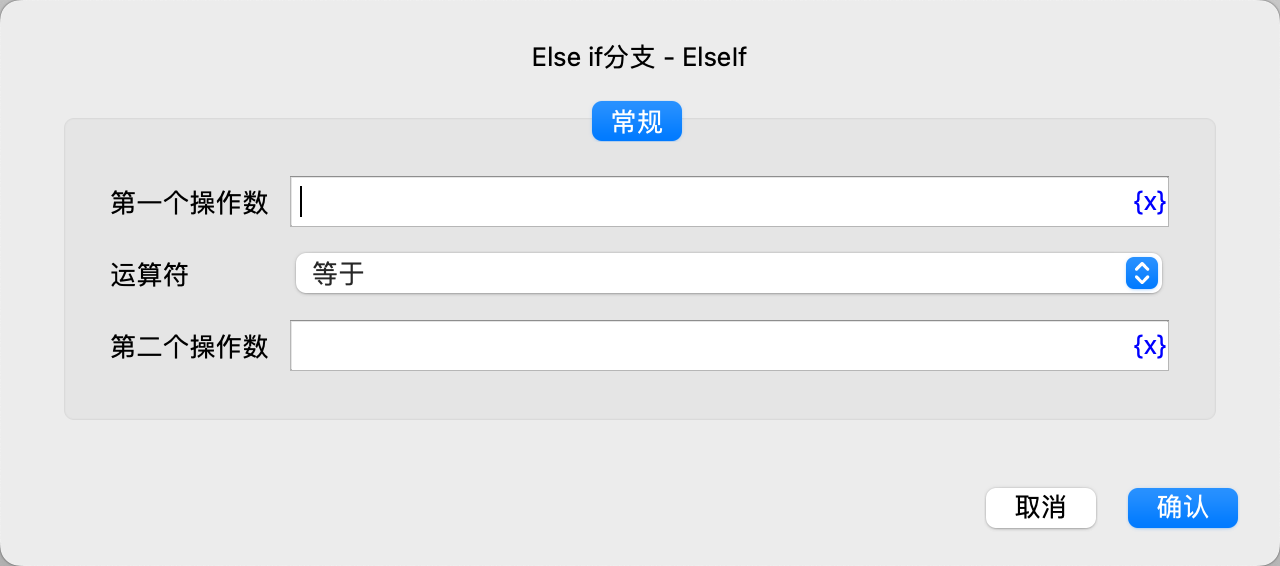 Else if分支 - ElseIf
常规
第一个操作数 {x}
运算符 等于
第二个操作数 {x}
取消 确认